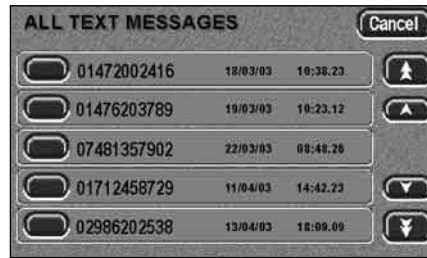 ALL TEXT MESSAGES Cancel
01472002416 18/03/03 10:38.23
01476203789 19/03/03 10:23.12
07481357902 22/03/03 08:48.26
01712458729 11/04/03 14:42.23
02986202538 13/04/03 18:09.09